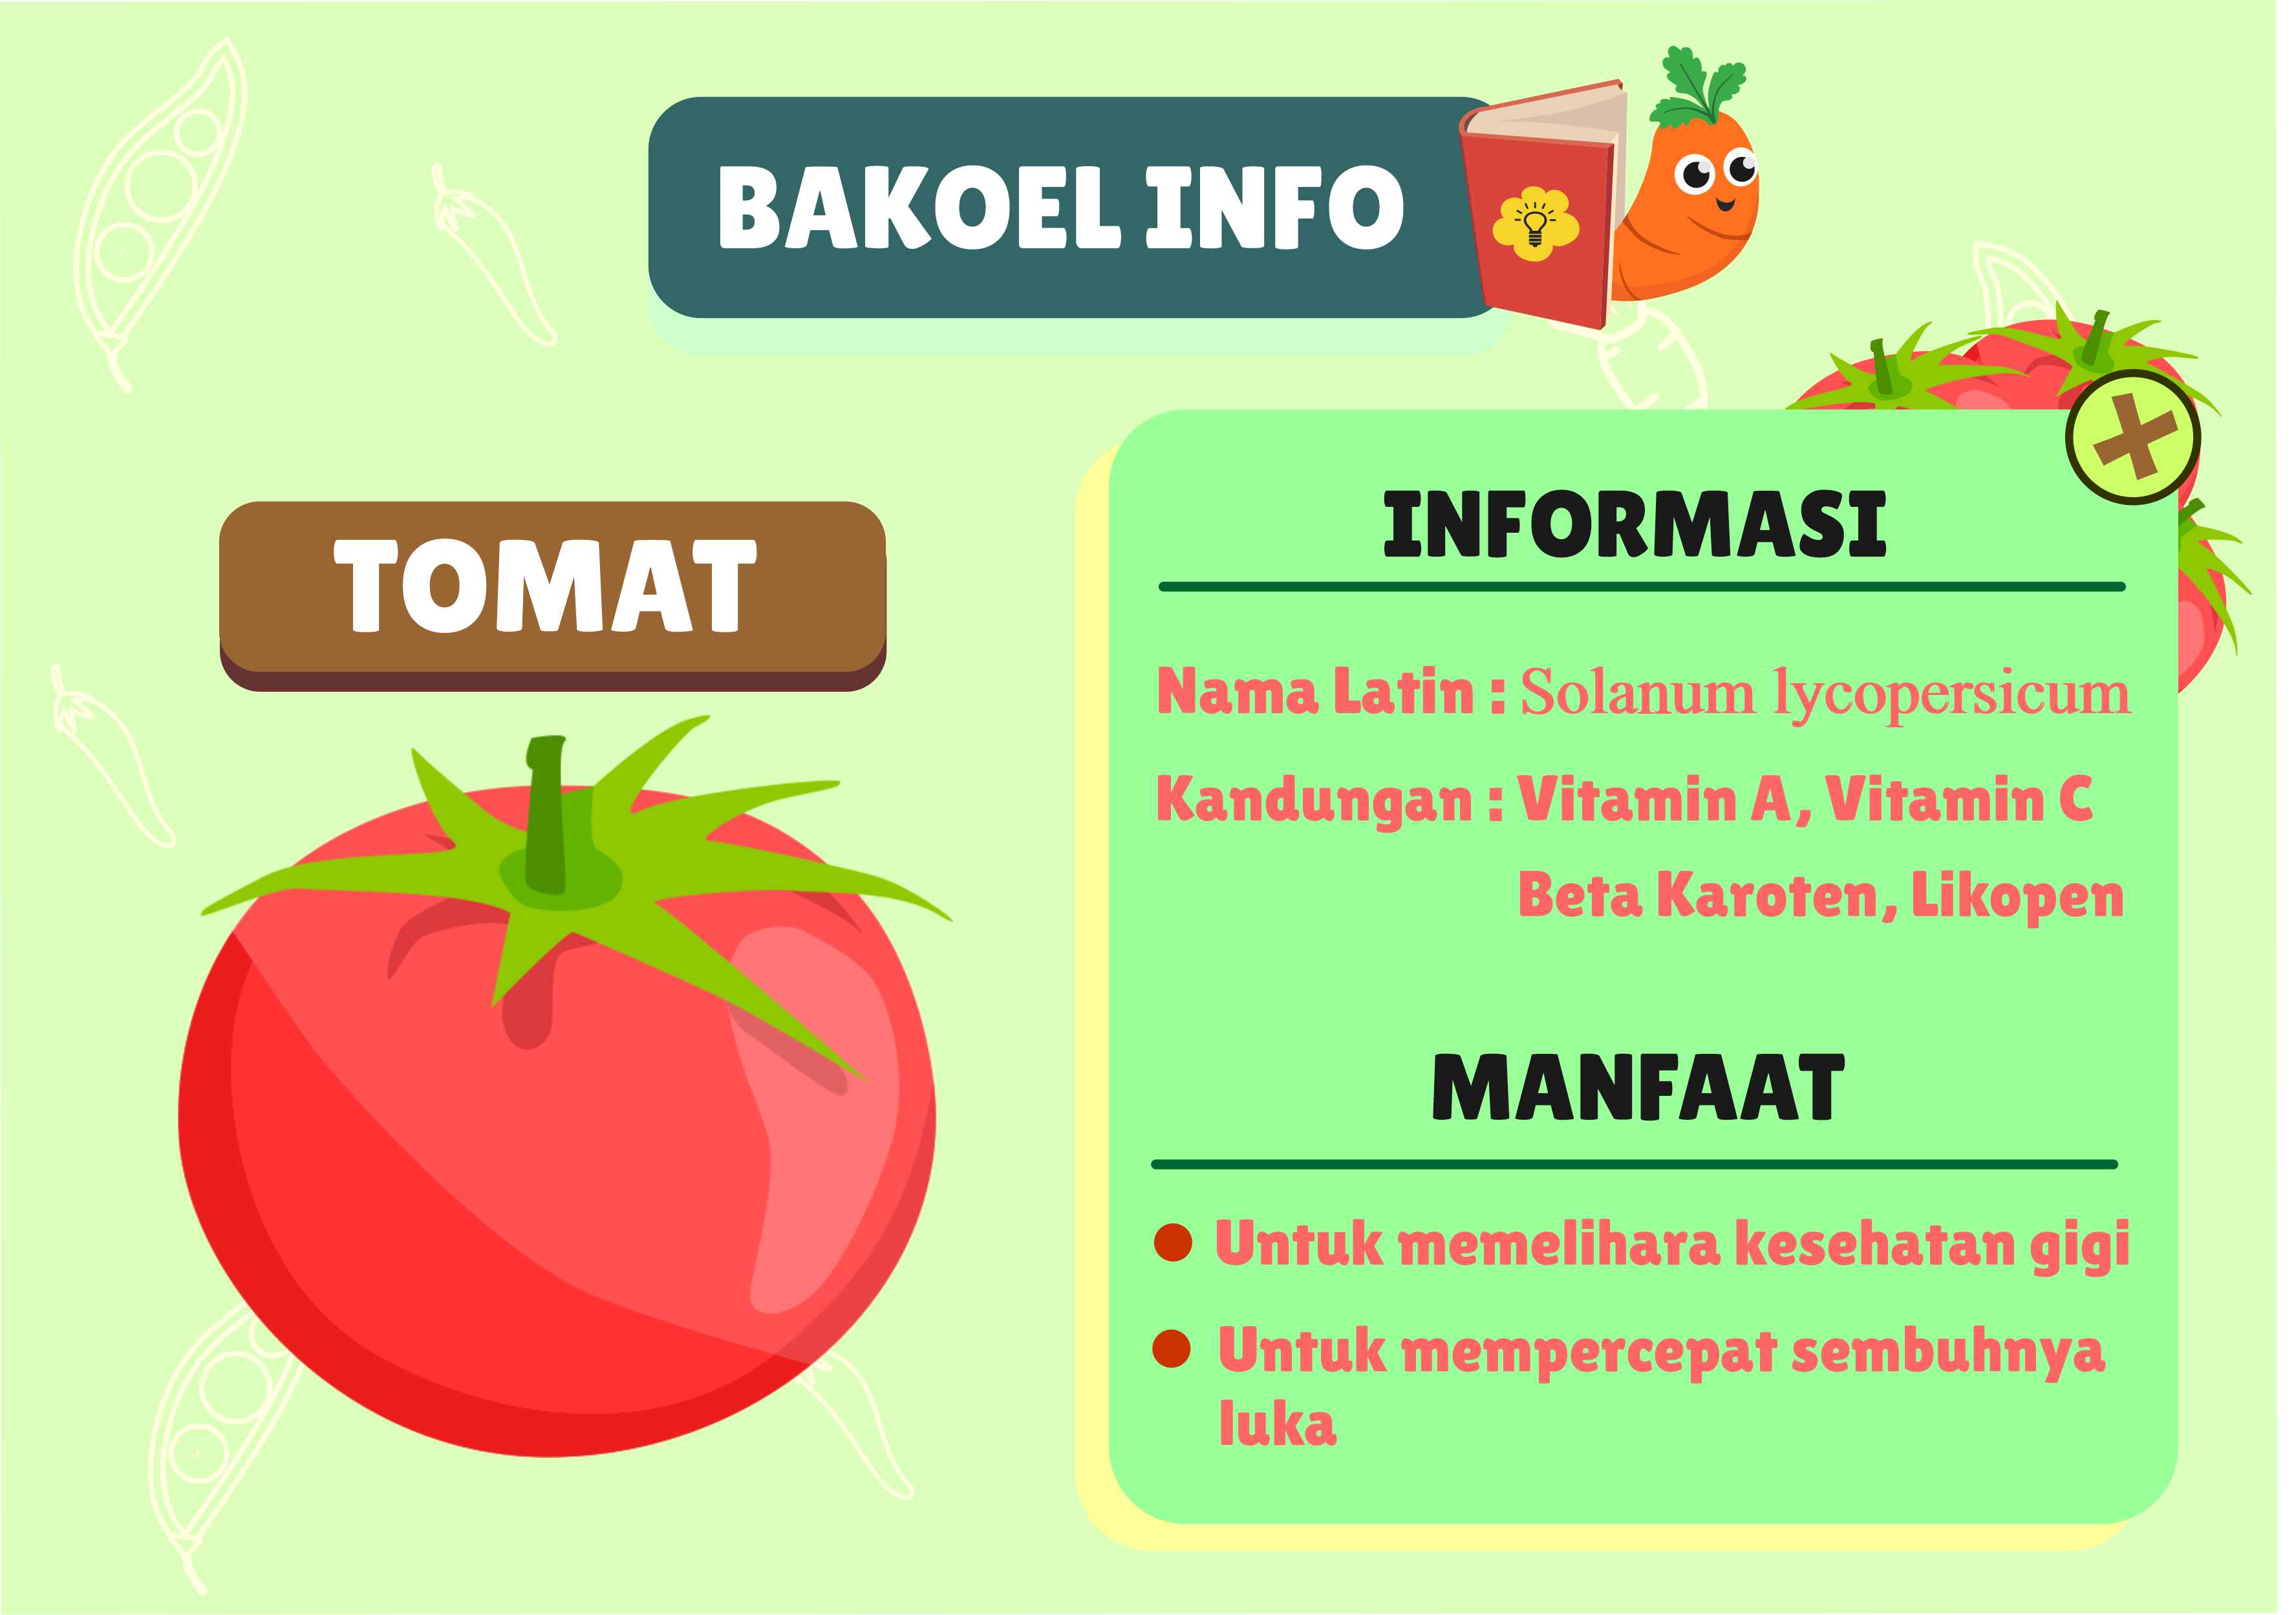 BAKOEL INFO
TOMAT
INFORMASI
Nama Latin : Solanum lycopersicum
Kandungan : Vitamin A, Vitamin C
Beta Karoten, Likopen
MANFAAT
Untuk memelihara kesehatan gigi
Untuk mempercepat sembuhnya
luka